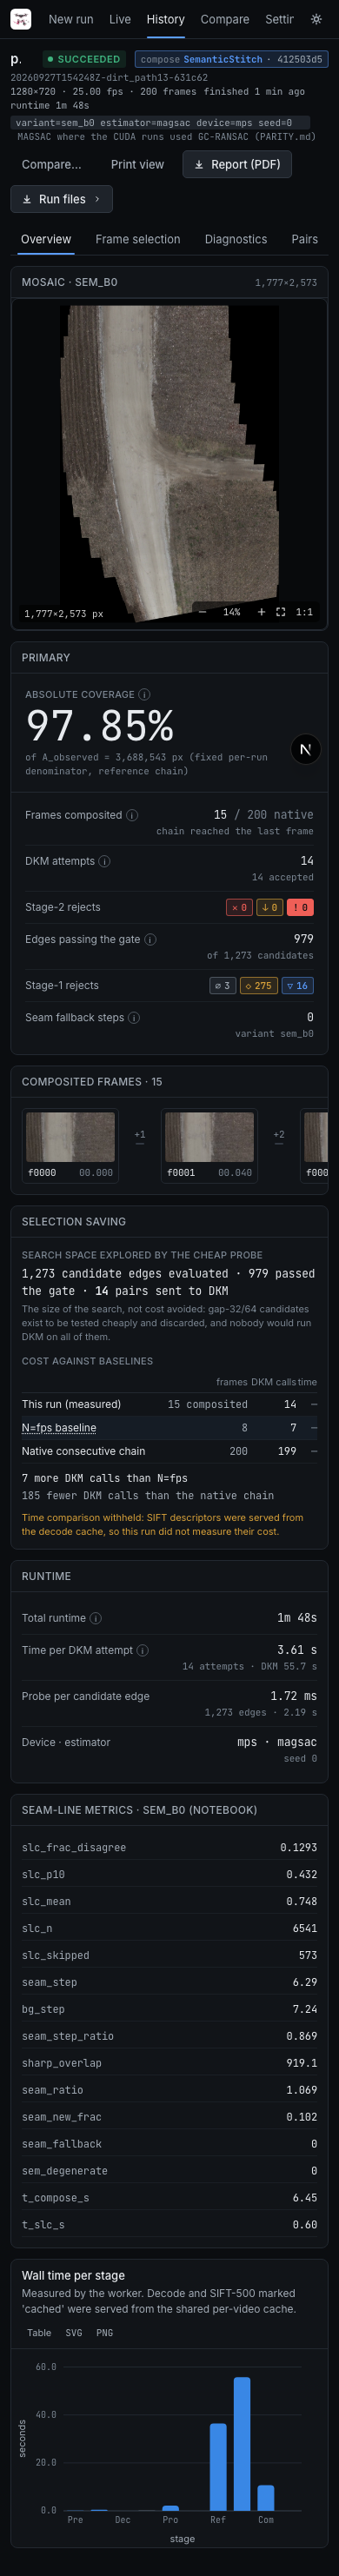 New run Live History Compare Settin
p.
SUCCEEDED
compose SemanticStitch · 412503d5
20260927T154248Z-dirt_path13-631c62
1280×720 · 25.00 fps · 200 frames finished 1 min ago
runtime 1m 48s
variant=sem_b0 estimator=magsac device=mps seed=0
MAGSAC where the CUDA runs used GC-RANSAC (PARITY.md)
Compare… Print view Report (PDF)
Run files ›
Overview Frame selection Diagnostics Pairs
MOSAIC · SEM_B0 1,777×2,573
1,777×2,573 px
− 14% + 1:1
PRIMARY
ABSOLUTE COVERAGE i
97.85%
of A_observed = 3,688,543 px (fixed per-run
denominator, reference chain)
N
Frames composited i 15 / 200 native
chain reached the last frame
DKM attempts i 14
14 accepted
Stage-2 rejects × 0 ↓ 0 ! 0
Edges passing the gate i 979
of 1,273 candidates
Stage-1 rejects ∅ 3 ◇ 275 ▽ 16
Seam fallback steps i 0
variant sem_b0
COMPOSITED FRAMES · 15
+1 +2
f0000 00.000 f0001 00.040 f000
SELECTION SAVING
SEARCH SPACE EXPLORED BY THE CHEAP PROBE
1,273 candidate edges evaluated · 979 passed
the gate · 14 pairs sent to DKM
The size of the search, not cost avoided: gap-32/64 candidates
exist to be tested cheaply and discarded, and nobody would run
DKM on all of them.
COST AGAINST BASELINES
frames DKM calls time
This run (measured) 15 composited 14 —
N=fps baseline 8 7 —
Native consecutive chain 200 199 —
7 more DKM calls than N=fps
185 fewer DKM calls than the native chain
Time comparison withheld: SIFT descriptors were served from
the decode cache, so this run did not measure their cost.
RUNTIME
Total runtime i 1m 48s
Time per DKM attempt i 3.61 s
14 attempts · DKM 55.7 s
Probe per candidate edge 1.72 ms
1,273 edges · 2.19 s
Device · estimator mps · magsac
seed 0
SEAM-LINE METRICS · SEM_B0 (NOTEBOOK)
slc_frac_disagree 0.1293
slc_p10 0.432
slc_mean 0.748
slc_n 6541
slc_skipped 573
seam_step 6.29
bg_step 7.24
seam_step_ratio 0.869
sharp_overlap 919.1
seam_ratio 1.069
seam_new_frac 0.102
seam_fallback 0
sem_degenerate 0
t_compose_s 6.45
t_slc_s 0.60
Wall time per stage
Measured by the worker. Decode and SIFT-500 marked
'cached' were served from the shared per-video cache.
Table SVG PNG
60.0
40.0
20.0
0.0
seconds
Pre Dec Pro Ref Com
stage